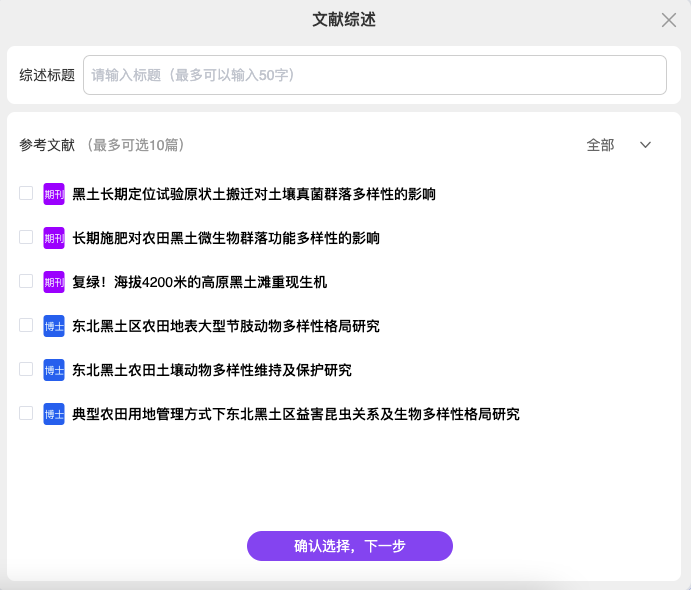 文献综述
综述标题 请输入标题（最多可以输入50字）
参考文献 （最多可选10篇） 全部
期刊 黑土长期定位试验原状土搬迁对土壤真菌群落多样性的影响
期刊 长期施肥对农田黑土微生物群落功能多样性的影响
期刊 复绿！海拔4200米的高原黑土滩重现生机
博士 东北黑土区农田地表大型节肢动物多样性格局研究
博士 东北黑土农田土壤动物多样性维持及保护研究
博士 典型农田用地管理方式下东北黑土区益害昆虫关系及生物多样性格局研究
确认选择，下一步